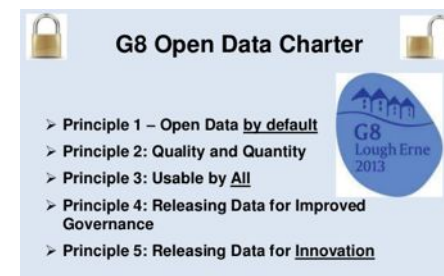 G8 Open Data Charter
G8
Lough Erne
2013
➢ Principle 1 – Open Data by default
➢ Principle 2: Quality and Quantity
➢ Principle 3: Usable by All
➢ Principle 4: Releasing Data for Improved
Governance
➢ Principle 5: Releasing Data for Innovation